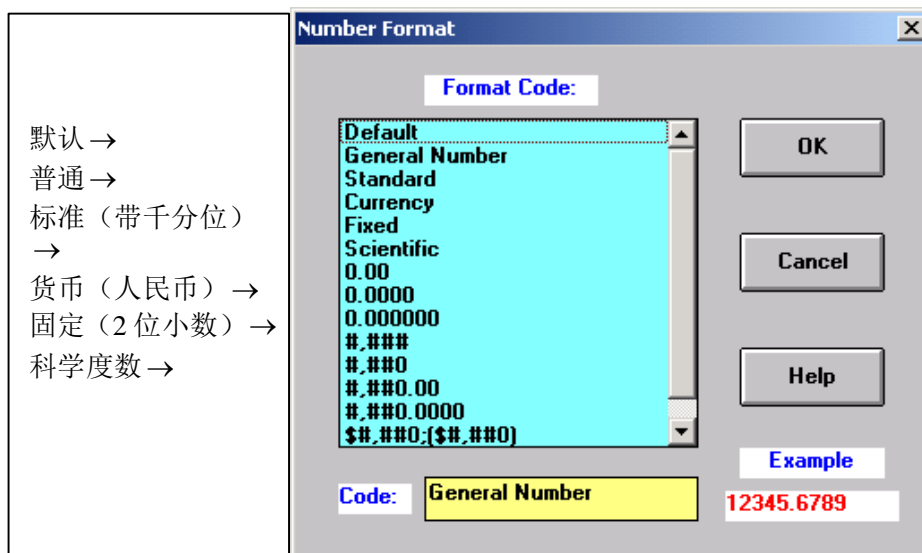 默认→
普通→
标准（带千分位）
→
货币（人民币）→
固定（2 位小数）→
科学度数→
Number Format
Format Code:
Default
General Number
Standard
Currency
Fixed
Scientific
0.00
0.0000
0.000000
#,###
#,##0
#,##0.00
#,##0.0000
$#,##0;($#,##0)
OK
Cancel
Help
Example
Code:
General Number
12345.6789